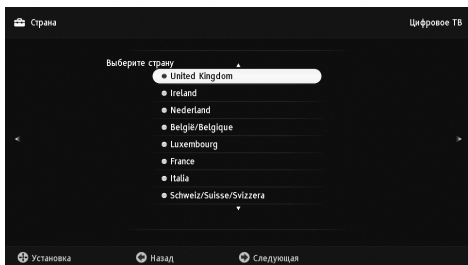 Страна
Цифровое ТВ
Выберите страну
United Kingdom
Ireland
Nederland
België/Belgique
Luxembourg
France
Italia
Schweiz/Suisse/Svizzera
Установка
Назад
Следующая